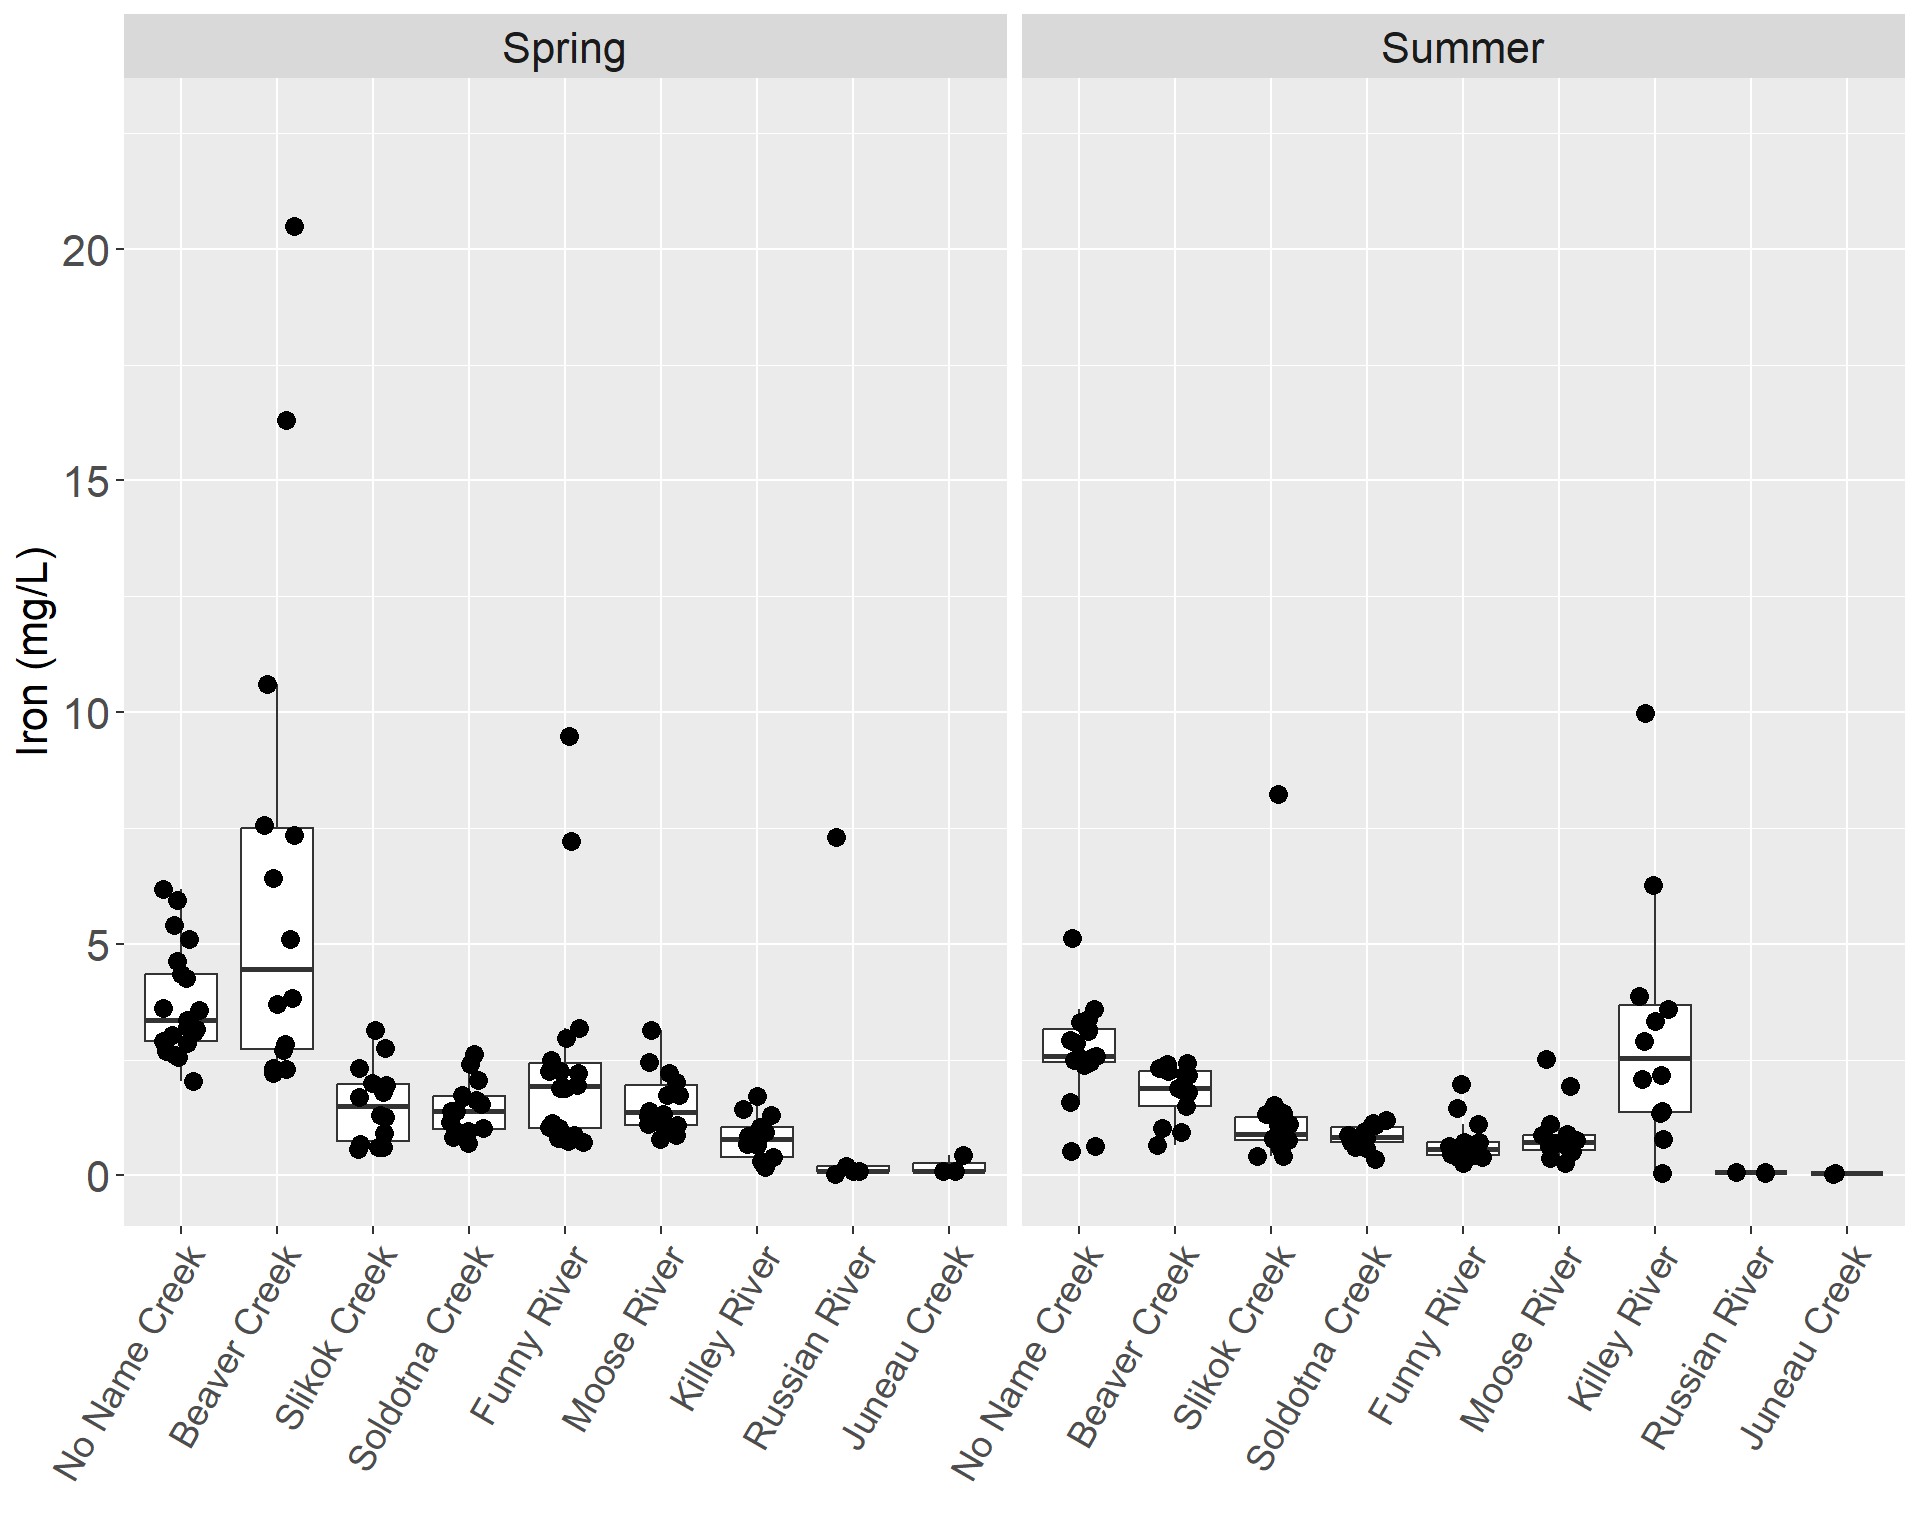 Spring
Summer
Iron (mg/L)
20
15
10
5
0
No Name Creek
Beaver Creek
Slikok Creek
Soldotna Creek
Funny River
Moose River
Killey River
Russian River
Juneau Creek
No Name Creek
Beaver Creek
Slikok Creek
Soldotna Creek
Funny River
Moose River
Killey River
Russian River
Juneau Creek